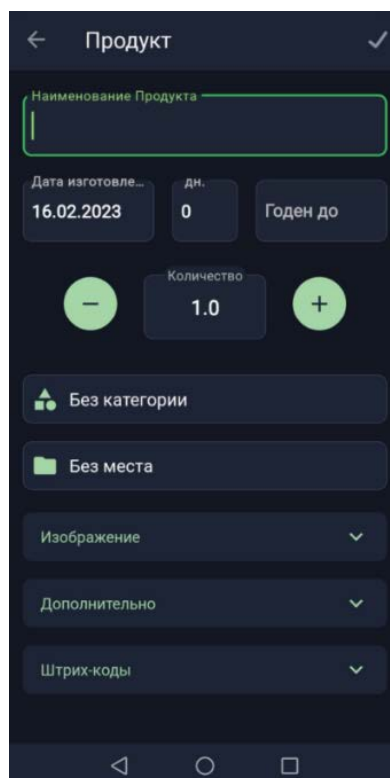 Продукт
Наименование Продукта
Дата изготовле... дн.
16.02.2023 0 Годен до
Количество
1.0
Без категории
Без места
Изображение
Дополнительно
Штрих-коды